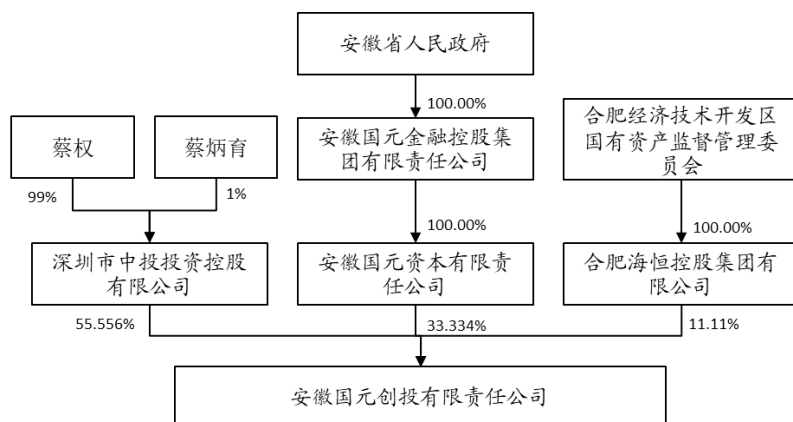 安徽省人民政府
100.00%
蔡权
蔡炳育
安徽国元金融控股集
团有限责任公司
合肥经济技术开发区
国有资产监督管理委
员会
99%
1%
100.00%
100.00%
深圳市中投投资控股
有限公司
安徽国元资本有限责
任公司
合肥海恒控股集团有
限公司
55.556%
33.334%
11.11%
安徽国元创投有限责任公司